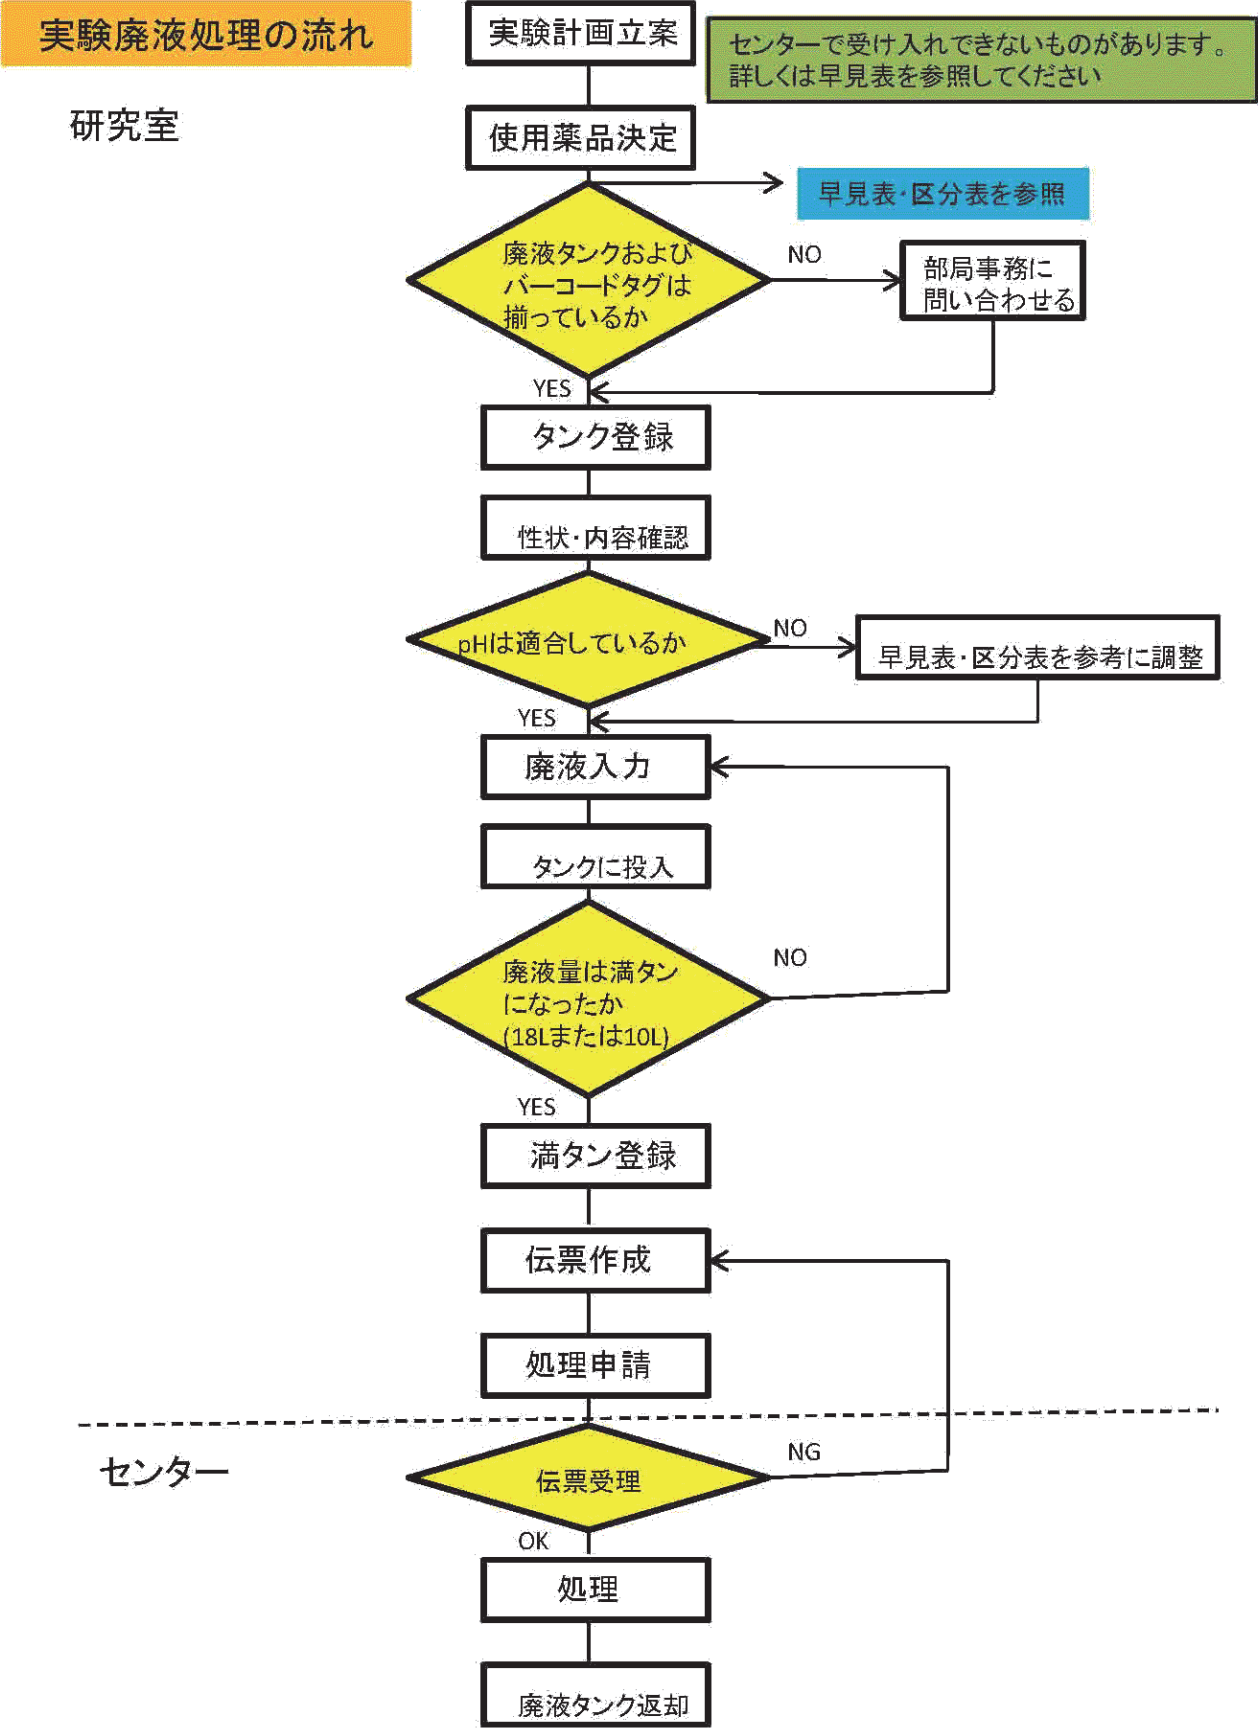 実験廃液処理の流れ
実験計画立案
センターで受け入れできないものがあります。
詳しくは早見表を参照してください
研究室
使用薬品決定
早見表・区分表を参照
廃液タンクおよび
バーコードタグは
揃っているか
NO
部局事務に
問い合わせる
YES
タンク登録
性状・内容確認
pHは適合しているか
NO
早見表・区分表を参考に調整
YES
廃液入力
タンクに投入
廃液量は満タン
になったか
(18Lまたは10L)
NO
YES
満タン登録
伝票作成
処理申請
センター
伝票受理
NG
OK
処理
廃液タンク返却